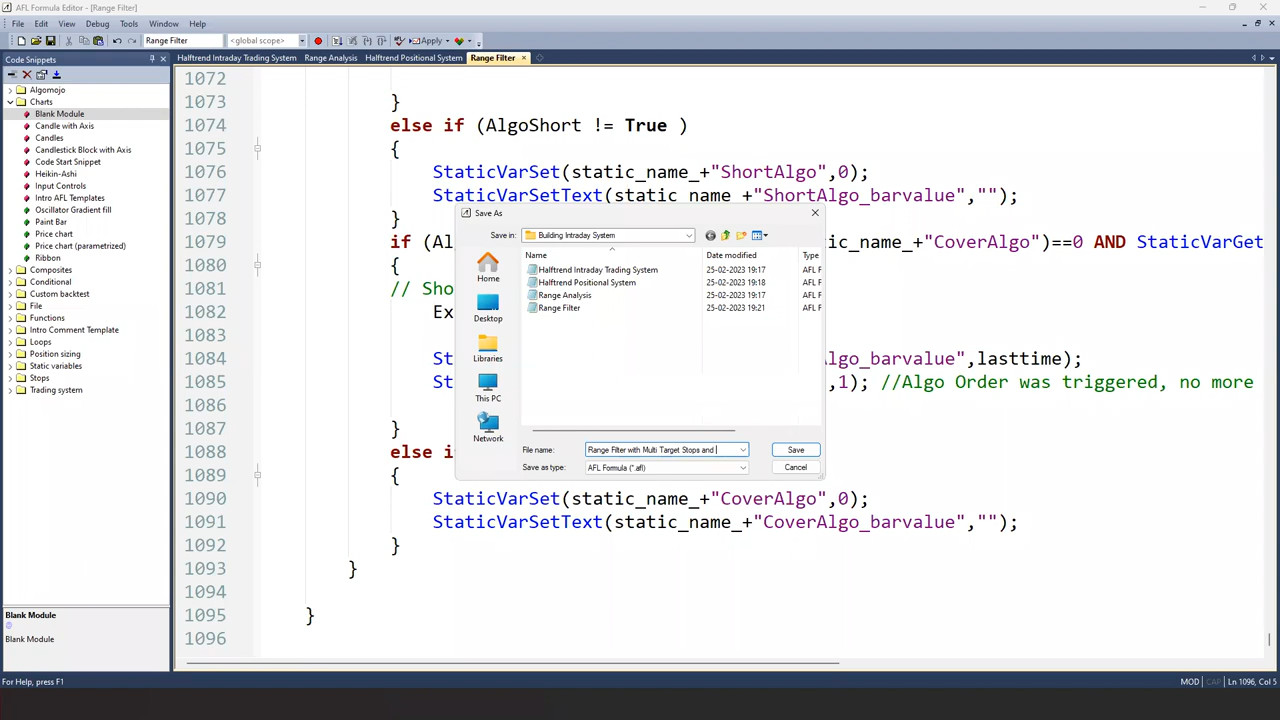 AFL Formula Editor - [Range Filter]
File Edit View Debug Tools Window Help
Range Filter <global scope> Apply
Code Snippets
Halftrend Intraday Trading System Range Analysis Halftrend Positional System Range Filter
Algomojo
Charts
Blank Module
Candle with Axis
Candles
Candlestick Block with Axis
Code Start Snippet
Heikin-Ashi
Input Controls
Intro AFL Templates
Oscillator Gradient fill
Paint Bar
Price chart
Price chart (parametrized)
Ribbon
Composites
Conditional
Custom backtest
File
Functions
Intro Comment Template
Loops
Position sizing
Static variables
Stops
Trading system
Blank Module
@
Blank Module
1072
1073 }
1074 else if (AlgoShort != True )
1075 {
1076 StaticVarSet(static_name_+"ShortAlgo",0);
1077 StaticVarSetText(static_name_+"ShortAlgo_barvalue","");
1078 }
1079 if (Al tic_name_+"CoverAlgo")==0 AND StaticVarGet
1080 {
1081 // Sho
1082 Ex
1083
1084 St lgo_barvalue",lasttime);
1085 St ,1); //Algo Order was triggered, no more
1086
1087 }
1088 else i
1089 {
1090 StaticVarSet(static_name_+"CoverAlgo",0);
1091 StaticVarSetText(static_name_+"CoverAlgo_barvalue","");
1092 }
1093 }
1094
1095 }
1096
Save As
Save in: Building Intraday System
Home
Desktop
Libraries
This PC
Network
Name Date modified Type
Halftrend Intraday Trading System 25-02-2023 19:17 AFL F
Halftrend Positional System 25-02-2023 19:18 AFL F
Range Analysis 25-02-2023 19:17 AFL F
Range Filter 25-02-2023 19:21 AFL F
File name: Range Filter with Multi Target Stops and Save
Save as type: AFL Formula (*.afl) Cancel
For Help, press F1 MOD CAP Ln 1096, Col 5